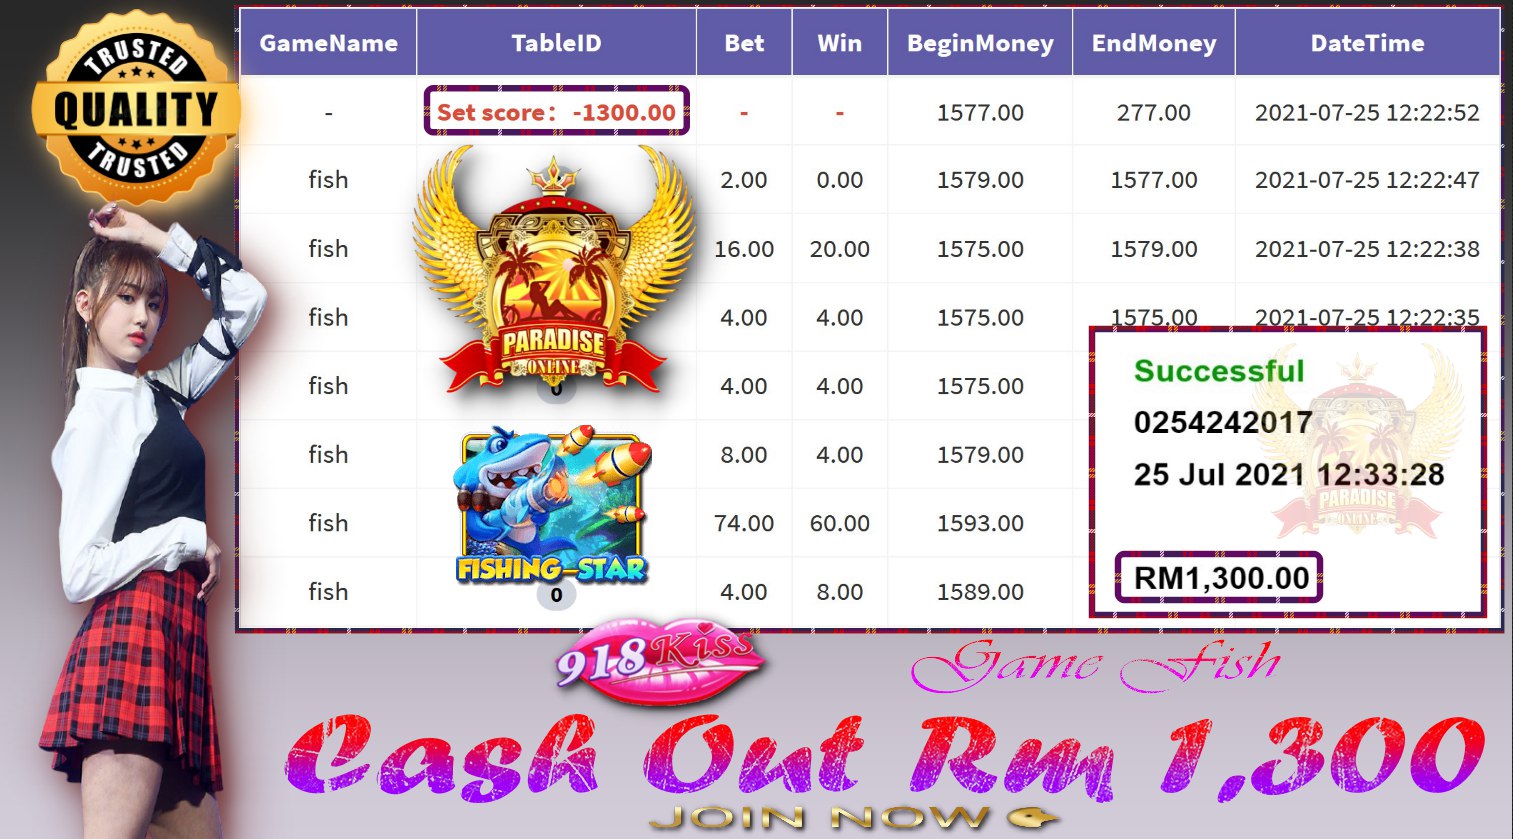 TRUSTED
QUALITY
TRUSTED
GameName TableID Bet Win BeginMoney EndMoney DateTime
- Set score: -1300.00 - - 1577.00 277.00 2021-07-25 12:22:52
fish 2.00 0.00 1579.00 1577.00 2021-07-25 12:22:47
fish 16.00 20.00 1575.00 1579.00 2021-07-25 12:22:38
fish 4.00 4.00 1575.00 1575.00 2021-07-25 12:22:35
PARADISE
ONLINE
fish 0 4.00 4.00 1575.00
fish 8.00 4.00 1579.00
fish 74.00 60.00 1593.00
FISHING-STAR
fish 0 4.00 8.00 1589.00
Successful
0254242017
25 Jul 2021 12:33:28
PARADISE
ONLINE
RM1,300.00
918Kiss
Game Fish
Cash Out Rm 1,300
JOIN NOW